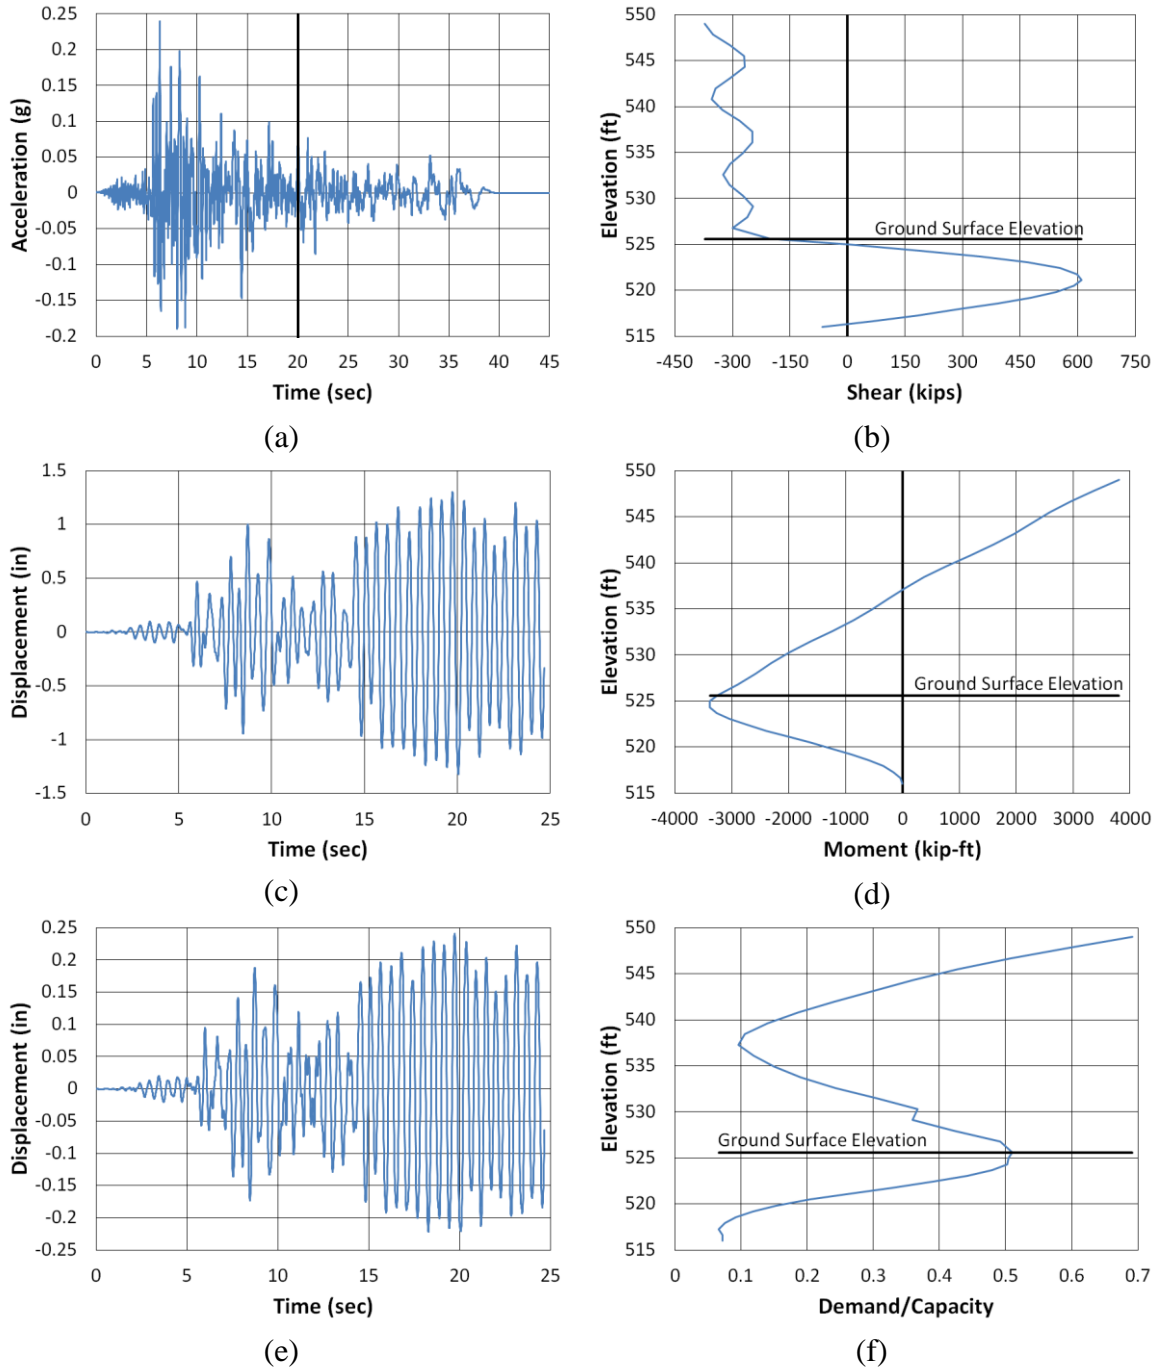 0.25
0.2
0.15
0.1
0.05
0
-0.05
-0.1
-0.15
-0.2
Acceleration (g)
0 5 10 15 20 25 30 35 40 45
Time (sec)
(a)
550
545
540
535
530
525
520
515
Elevation (ft)
Ground Surface Elevation
-450 -300 -150 0 150 300 450 600 750
Shear (kips)
(b)
1.5
1
0.5
0
-0.5
-1
-1.5
Displacement (in)
0 5 10 15 20 25
Time (sec)
(c)
550
545
540
535
530
525
520
515
Elevation (ft)
Ground Surface Elevation
-4000 -3000 -2000 -1000 0 1000 2000 3000 4000
Moment (kip-ft)
(d)
0.25
0.2
0.15
0.1
0.05
0
-0.05
-0.1
-0.15
-0.2
-0.25
Displacement (in)
0 5 10 15 20 25
Time (sec)
(e)
550
545
540
535
530
525
520
515
Elevation (ft)
Ground Surface Elevation
0 0.1 0.2 0.3 0.4 0.5 0.6 0.7
Demand/Capacity
(f)